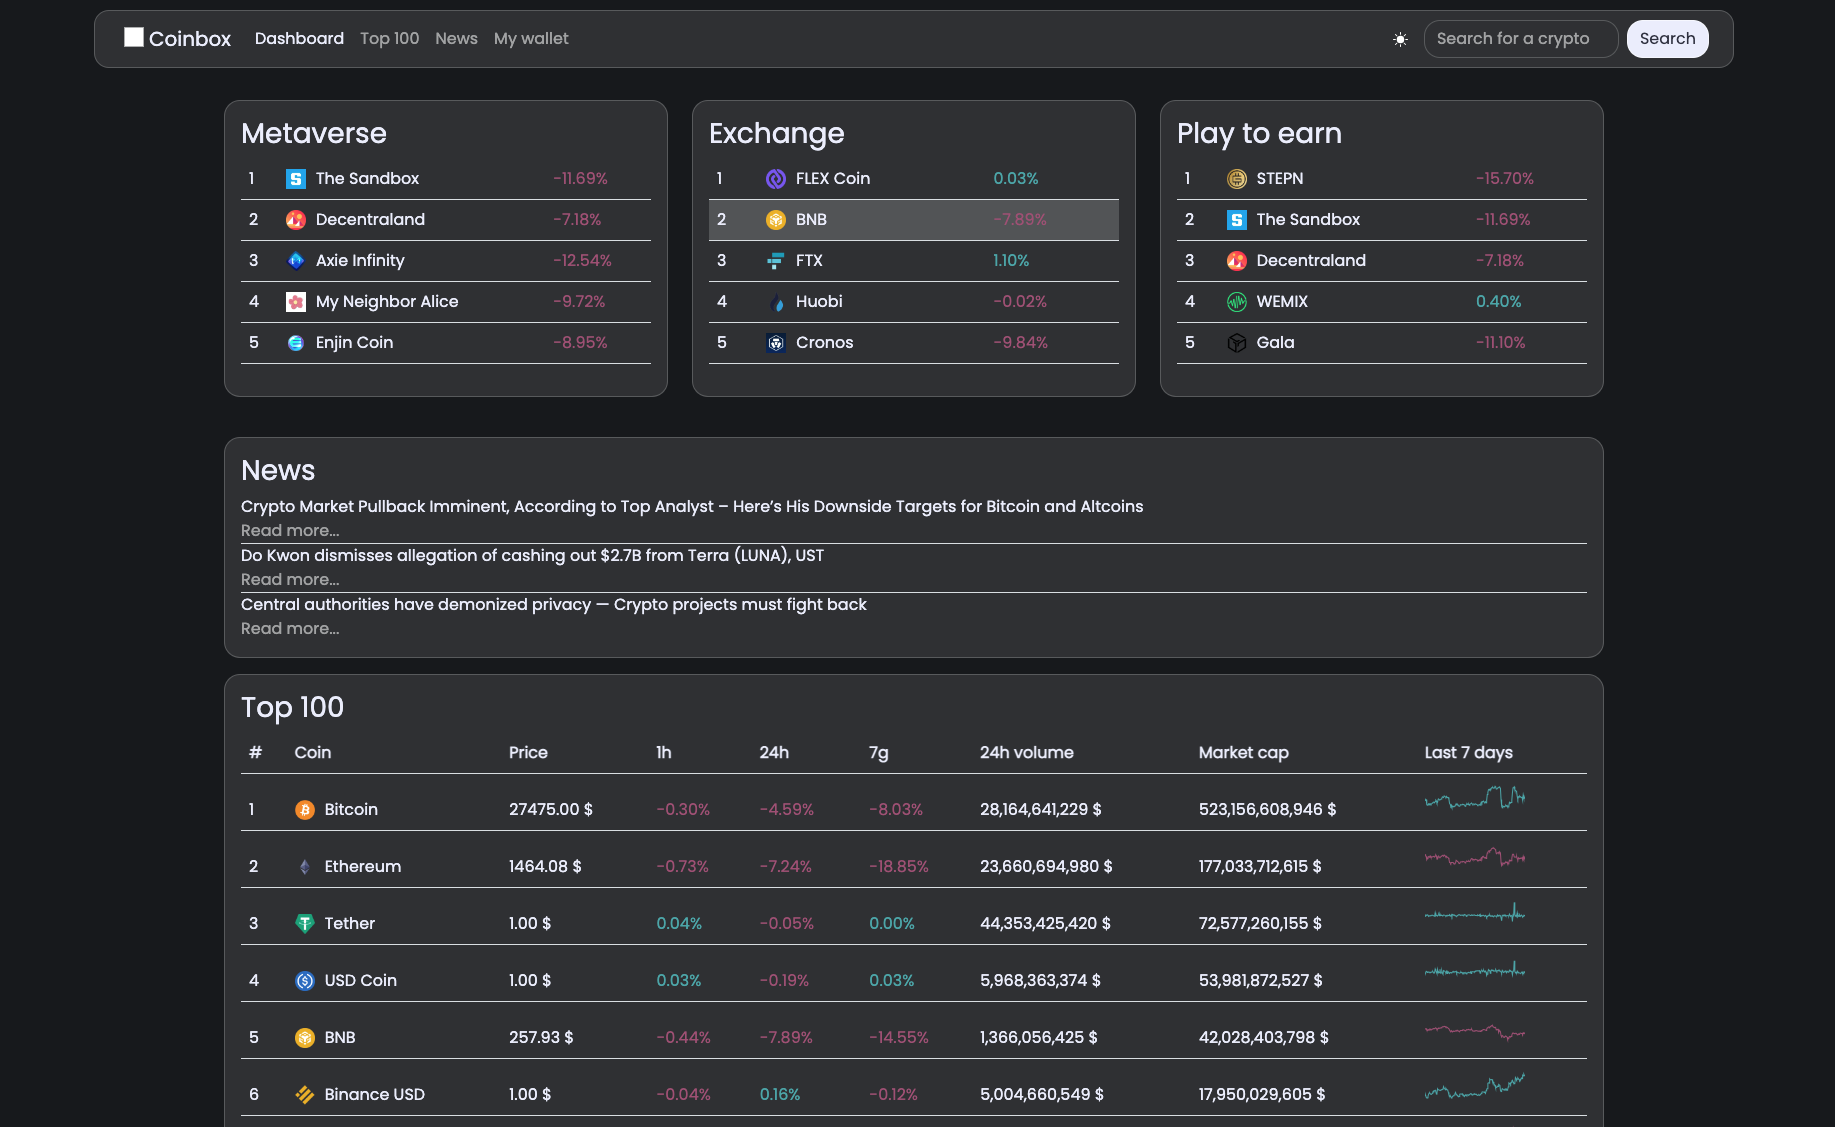 Coinbox Dashboard Top 100 News My wallet Search for a crypto Search
Metaverse
1 The Sandbox -11.69%
2 Decentraland -7.18%
3 Axie Infinity -12.54%
4 My Neighbor Alice -9.72%
5 Enjin Coin -8.95%
Exchange
1 FLEX Coin 0.03%
2 BNB -7.89%
3 FTX 1.10%
4 Huobi -0.02%
5 Cronos -9.84%
Play to earn
1 STEPN -15.70%
2 The Sandbox -11.69%
3 Decentraland -7.18%
4 WEMIX 0.40%
5 Gala -11.10%
News
Crypto Market Pullback Imminent, According to Top Analyst – Here’s His Downside Targets for Bitcoin and Altcoins
Read more...
Do Kwon dismisses allegation of cashing out $2.7B from Terra (LUNA), UST
Read more...
Central authorities have demonized privacy — Crypto projects must fight back
Read more...
Top 100
# Coin Price 1h 24h 7g 24h volume Market cap Last 7 days
1 Bitcoin 27475.00 $ -0.30% -4.59% -8.03% 28,164,641,229 $ 523,156,608,946 $
2 Ethereum 1464.08 $ -0.73% -7.24% -18.85% 23,660,694,980 $ 177,033,712,615 $
3 Tether 1.00 $ 0.04% -0.05% 0.00% 44,353,425,420 $ 72,577,260,155 $
4 USD Coin 1.00 $ 0.03% -0.19% 0.03% 5,968,363,374 $ 53,981,872,527 $
5 BNB 257.93 $ -0.44% -7.89% -14.55% 1,366,056,425 $ 42,028,403,798 $
6 Binance USD 1.00 $ -0.04% 0.16% -0.12% 5,004,660,549 $ 17,950,029,605 $